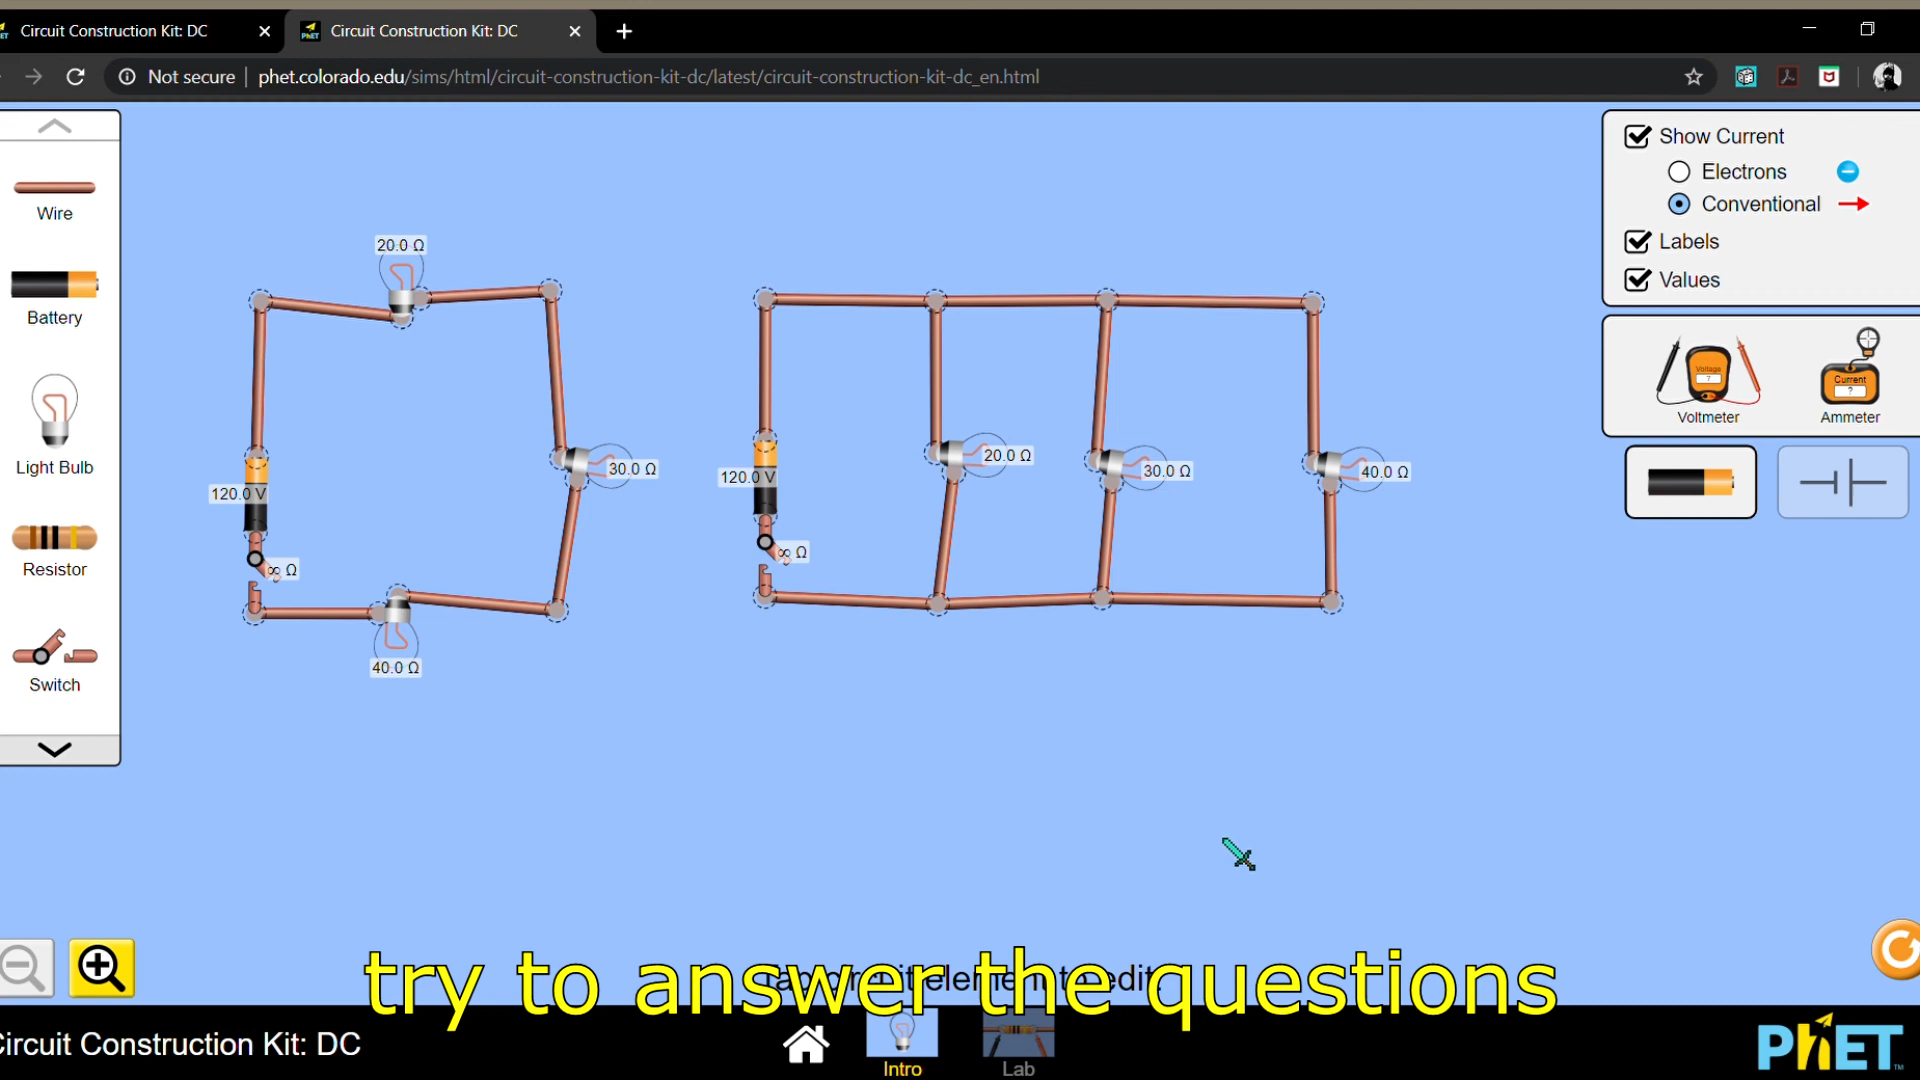 Circuit Construction Kit: DC
Circuit Construction Kit: DC
Not secure
phet.colorado.edu/sims/html/circuit-construction-kit-dc/latest/circuit-construction-kit-dc_en.html
Wire
Battery
Light Bulb
Resistor
Switch
20.0 Ω
30.0 Ω
120.0 V
∞ Ω
40.0 Ω
120.0 V
∞ Ω
20.0 Ω
30.0 Ω
40.0 Ω
Show Current
Electrons
Conventional
Labels
Values
Voltage
?
Voltmeter
Current
?
Ammeter
try to answer the questions
Circuit Construction Kit: DC
Intro
Lab
PhET